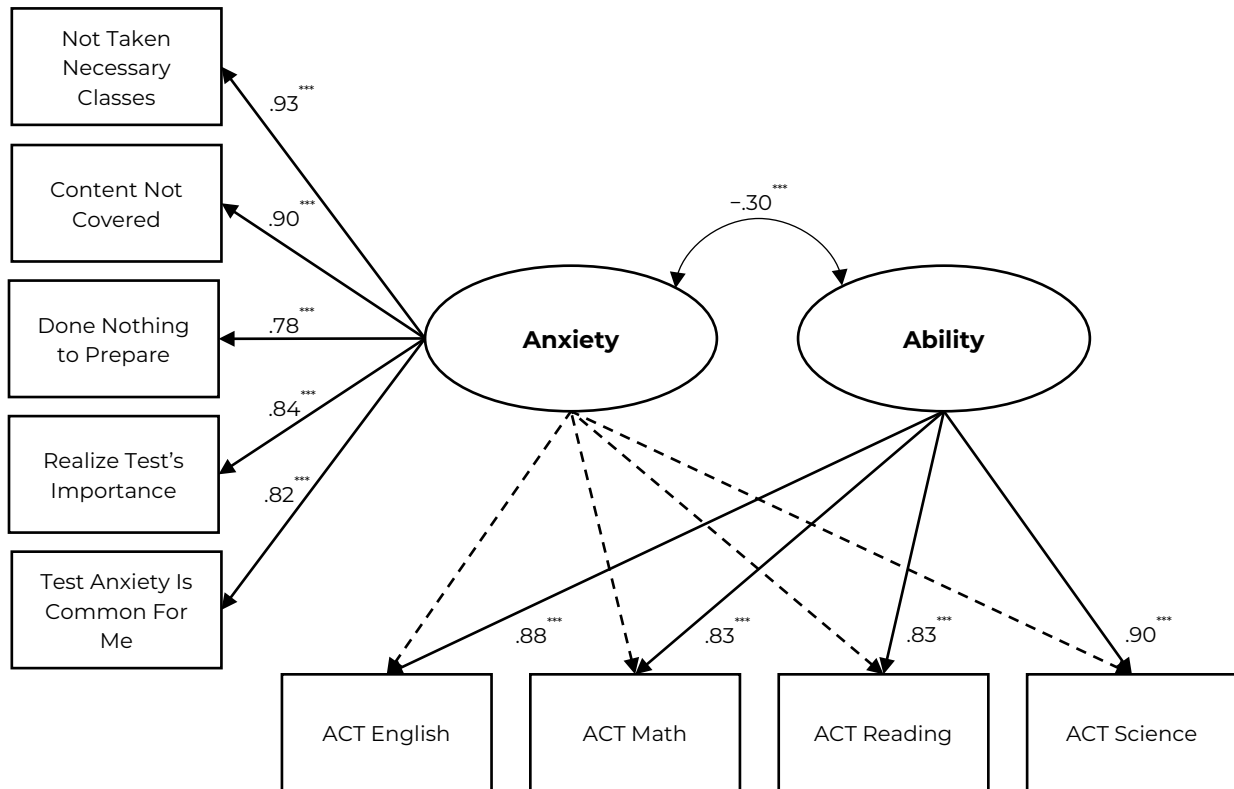 Not Taken
Necessary
Classes
.93***
Content Not
Covered
.90***
−.30***
Done Nothing
to Prepare
.78***
Anxiety
Ability
Realize Test’s
Importance
.84***
.82***
Test Anxiety Is
Common For
Me
.88***
.83***
.83***
.90***
ACT English
ACT Math
ACT Reading
ACT Science